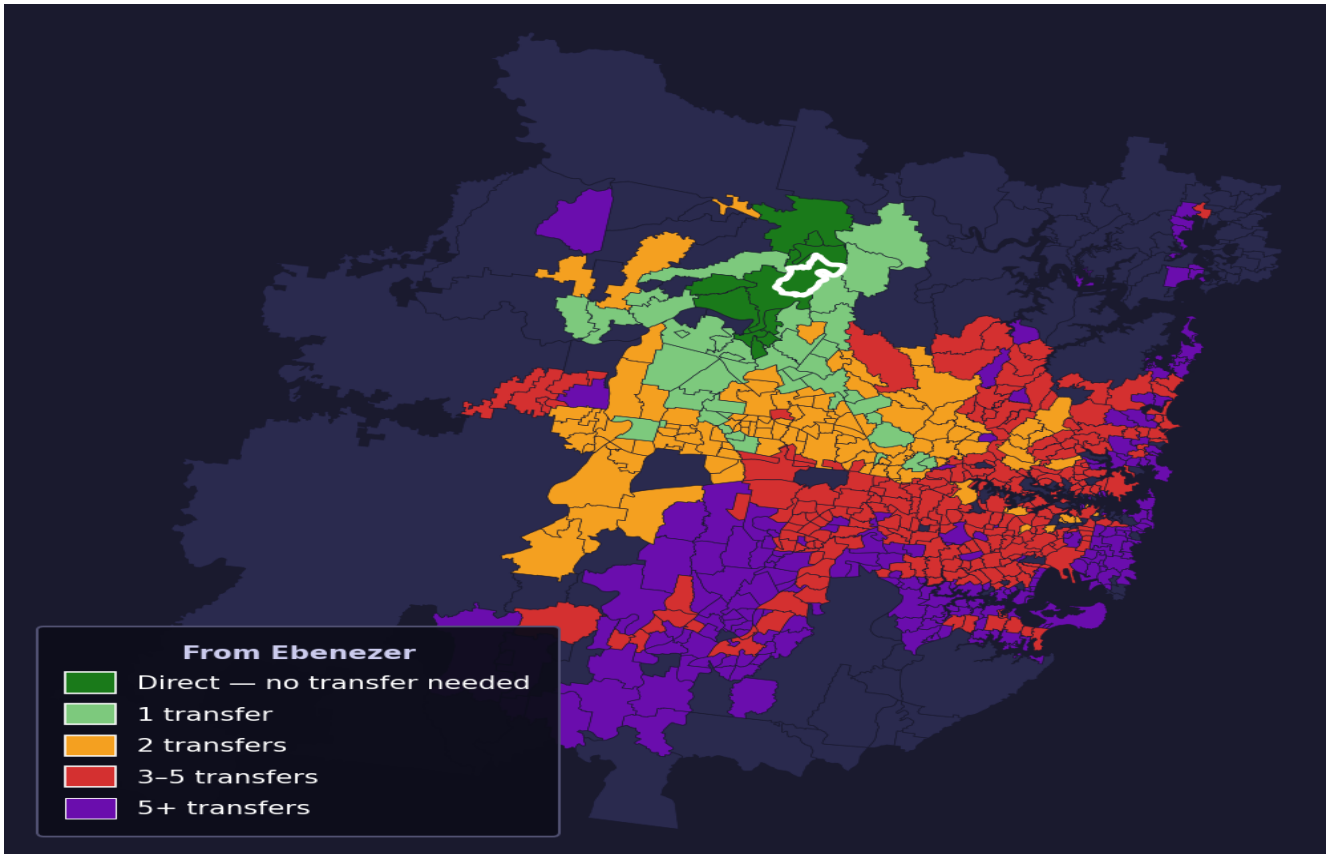 From Ebenezer
Direct — no transfer needed
1 transfer
2 transfers
3–5 transfers
5+ transfers